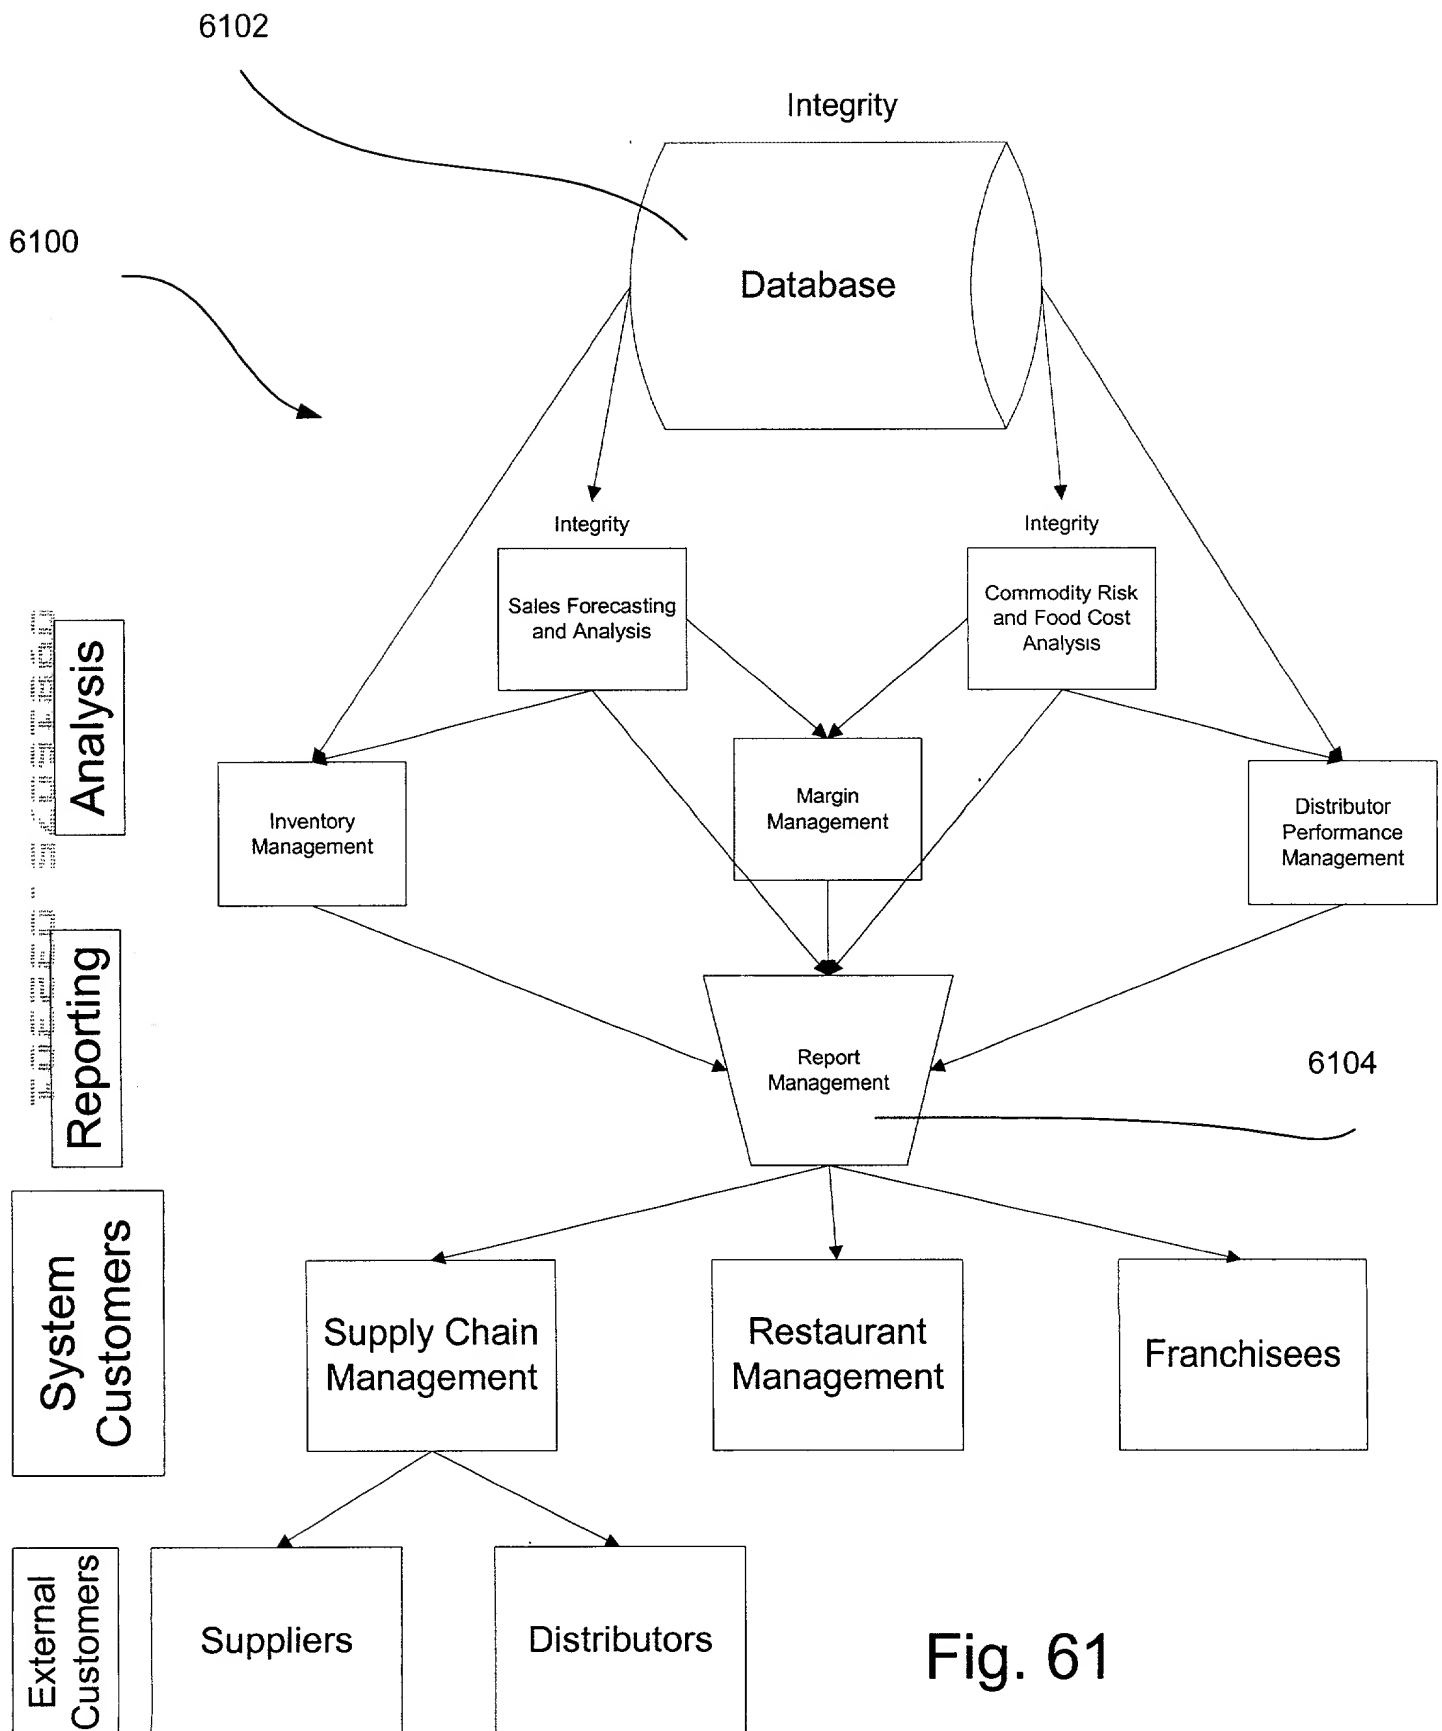 6102
Integrity
6100
Database
Integrity
Integrity
Sales Forecasting
and Analysis
Commodity Risk
and Food Cost
Analysis
Analysis
Inventory
Management
Margin
Management
Distributor
Performance
Management
Reporting
Report
Management
6104
System
Customers
Supply Chain
Management
Restaurant
Management
Franchisees
External
Customers
Suppliers
Distributors
Fig. 61